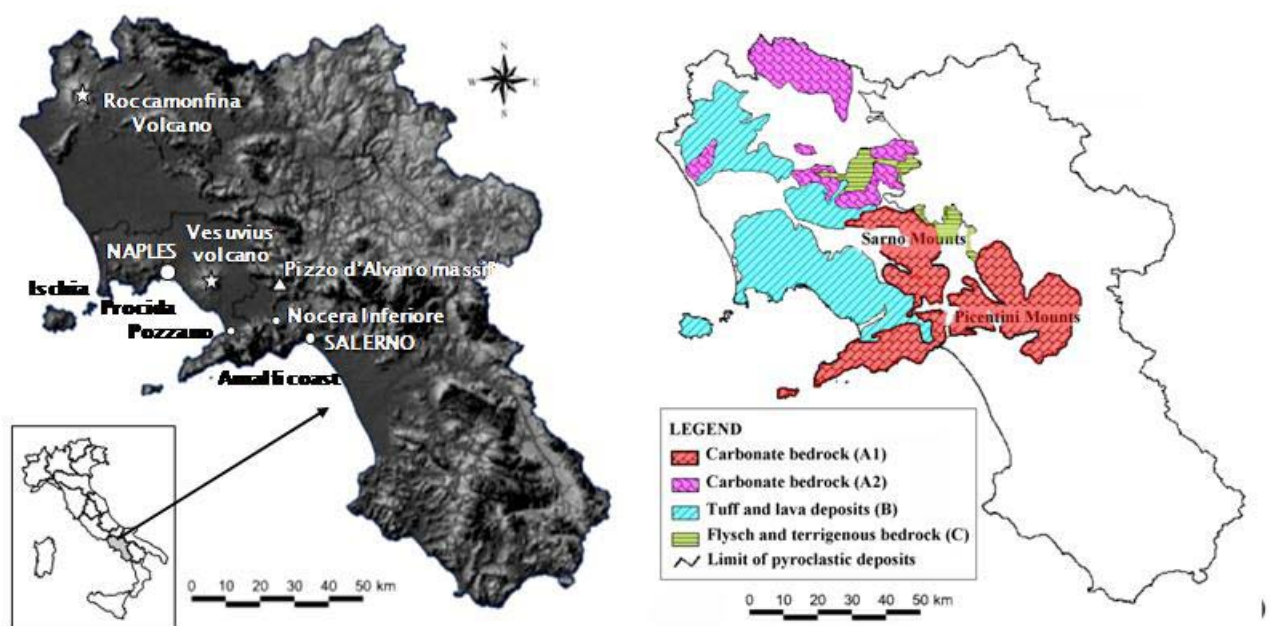 N
W E
S
Roccamonfina
Volcano
Vesuvius
volcano
NAPLES
Pizzo d'Alvano massif
Ischia
Procida
Pozzano
Nocera Inferiore
SALERNO
Amalfi coast
0 10 20 30 40 50 km
Sarno Mounts
Picentini Mounts
LEGEND
Carbonate bedrock (A1)
Carbonate bedrock (A2)
Tuff and lava deposits (B)
Flysch and terrigenous bedrock (C)
Limit of pyroclastic deposits
0 10 20 30 40 50 km
)